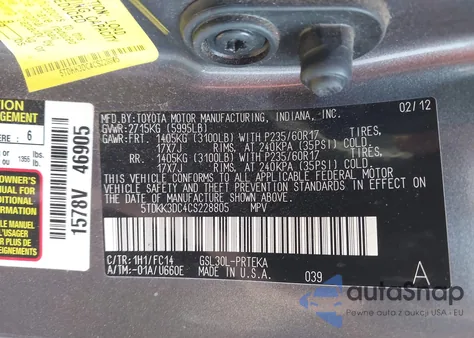 MFD.BY:TOYOTA MOTOR MANUFACTURING, INDIANA,-INC. 02/12
GVWR:2715KG (5995LB)
GAWR:FRT. 1405KG (3100LB) WITH P235/60R17 TIRES,
17X7J RIMS, AT 240KPA (35PSI) COLD
RR. 1405KG (3100LB) WITH P235/60R17 TIRES,
17X7J RIMS, AT 240KPA (35PSI) COLD
THIS VEHICLE CONFORMS TO ALL APPLICABLE
FEDERAL MOTOR VEHICLE SAFETY AND THEFT
PREVENTION STANDARDS IN EFFECT ON THE DATE
OF MANUFACTURE SHOWN ABOVE.
5TDKK3DC4CS228805 MPV
C/TR:1H1/FC14 GSL30L-PRTEKA
A/TM:-01A/U660E MADE IN U.S.A. 039 A
1578V 46905
6
OWNER'S
MANUAL
autoSnap